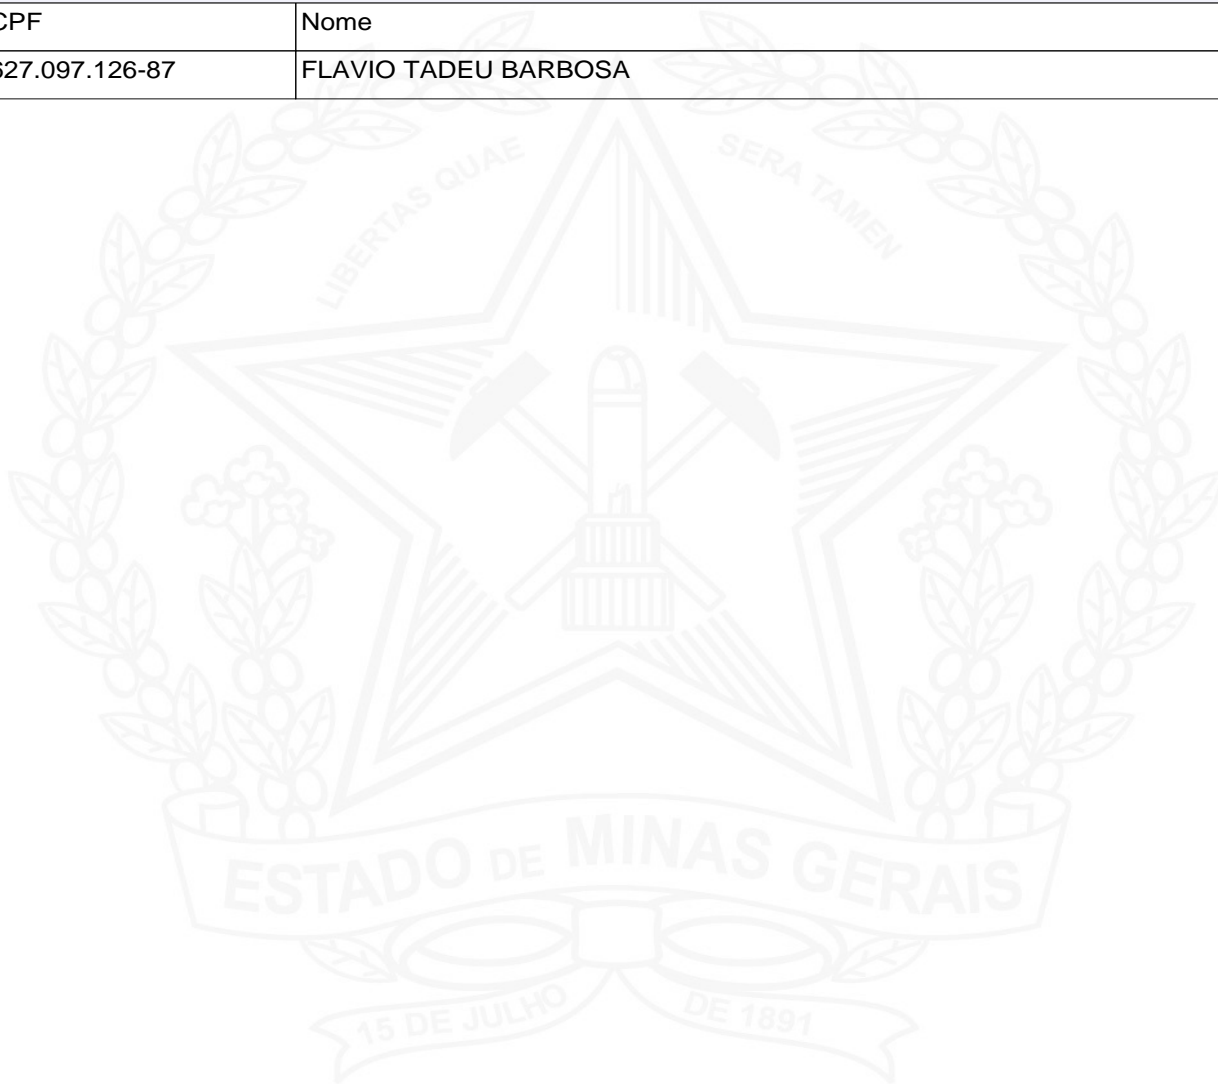 CPF Nome
627.097.126-87 FLAVIO TADEU BARBOSA
LIBERTAS QUAE SERA TAMEN
ESTADO DE MINAS GERAIS
15 DE JULHO DE 1891